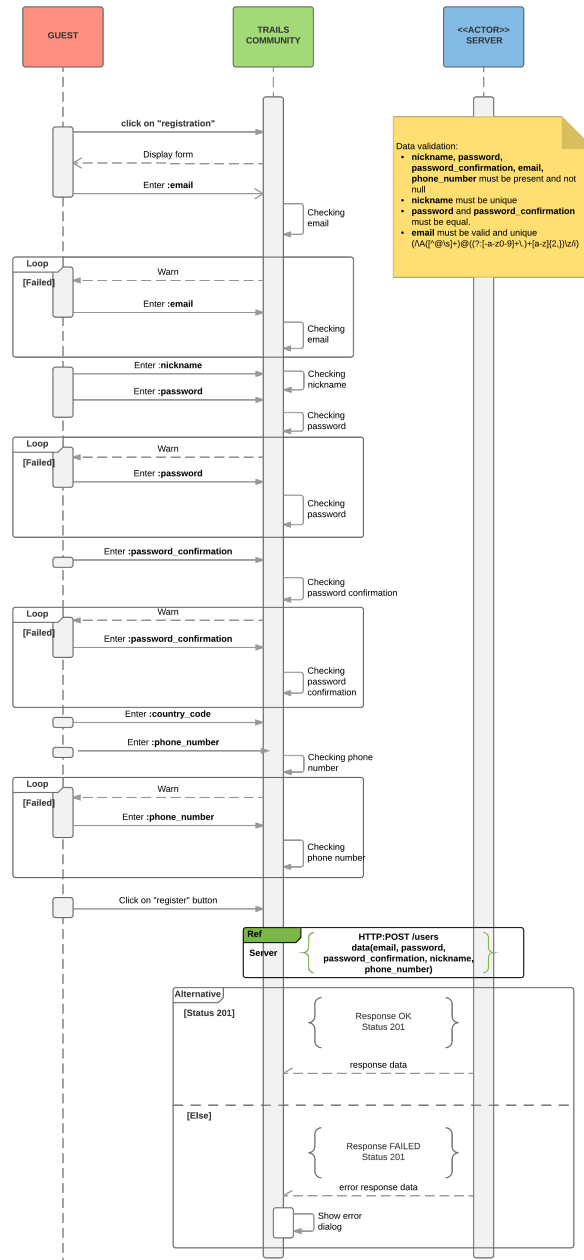 GUEST
TRAILS
COMMUNITY
<<ACTOR>>
SERVER
click on "registration"
Display form
Enter :email
Checking
email
Data validation:
• nickname, password,
password_confirmation, email,
phone_number must be present and not
null
• nickname must be unique
• password and password_confirmation
must be equal.
• email must be valid and unique
(/\A([^@\s]+)@((?:[-a-z0-9]+\.)+[a-z]{2,})\z/i)
Loop
[Failed]
Warn
Enter :email
Checking
email
Enter :nickname
Checking
nickname
Enter :password
Checking
password
Loop
[Failed]
Warn
Enter :password
Checking
password
Enter :password_confirmation
Checking
password confirmation
Loop
[Failed]
Warn
Enter :password_confirmation
Checking
password
confirmation
Enter :country_code
Enter :phone_number
Checking phone
number
Loop
[Failed]
Warn
Enter :phone_number
Checking
phone number
Click on "register" button
Ref
Server
HTTP:POST /users
data(email, password,
password_confirmation, nickname,
phone_number)
Alternative
[Status 201]
Response OK
Status 201
response data
[Else]
Response FAILED
Status 201
error response data
Show error
dialog